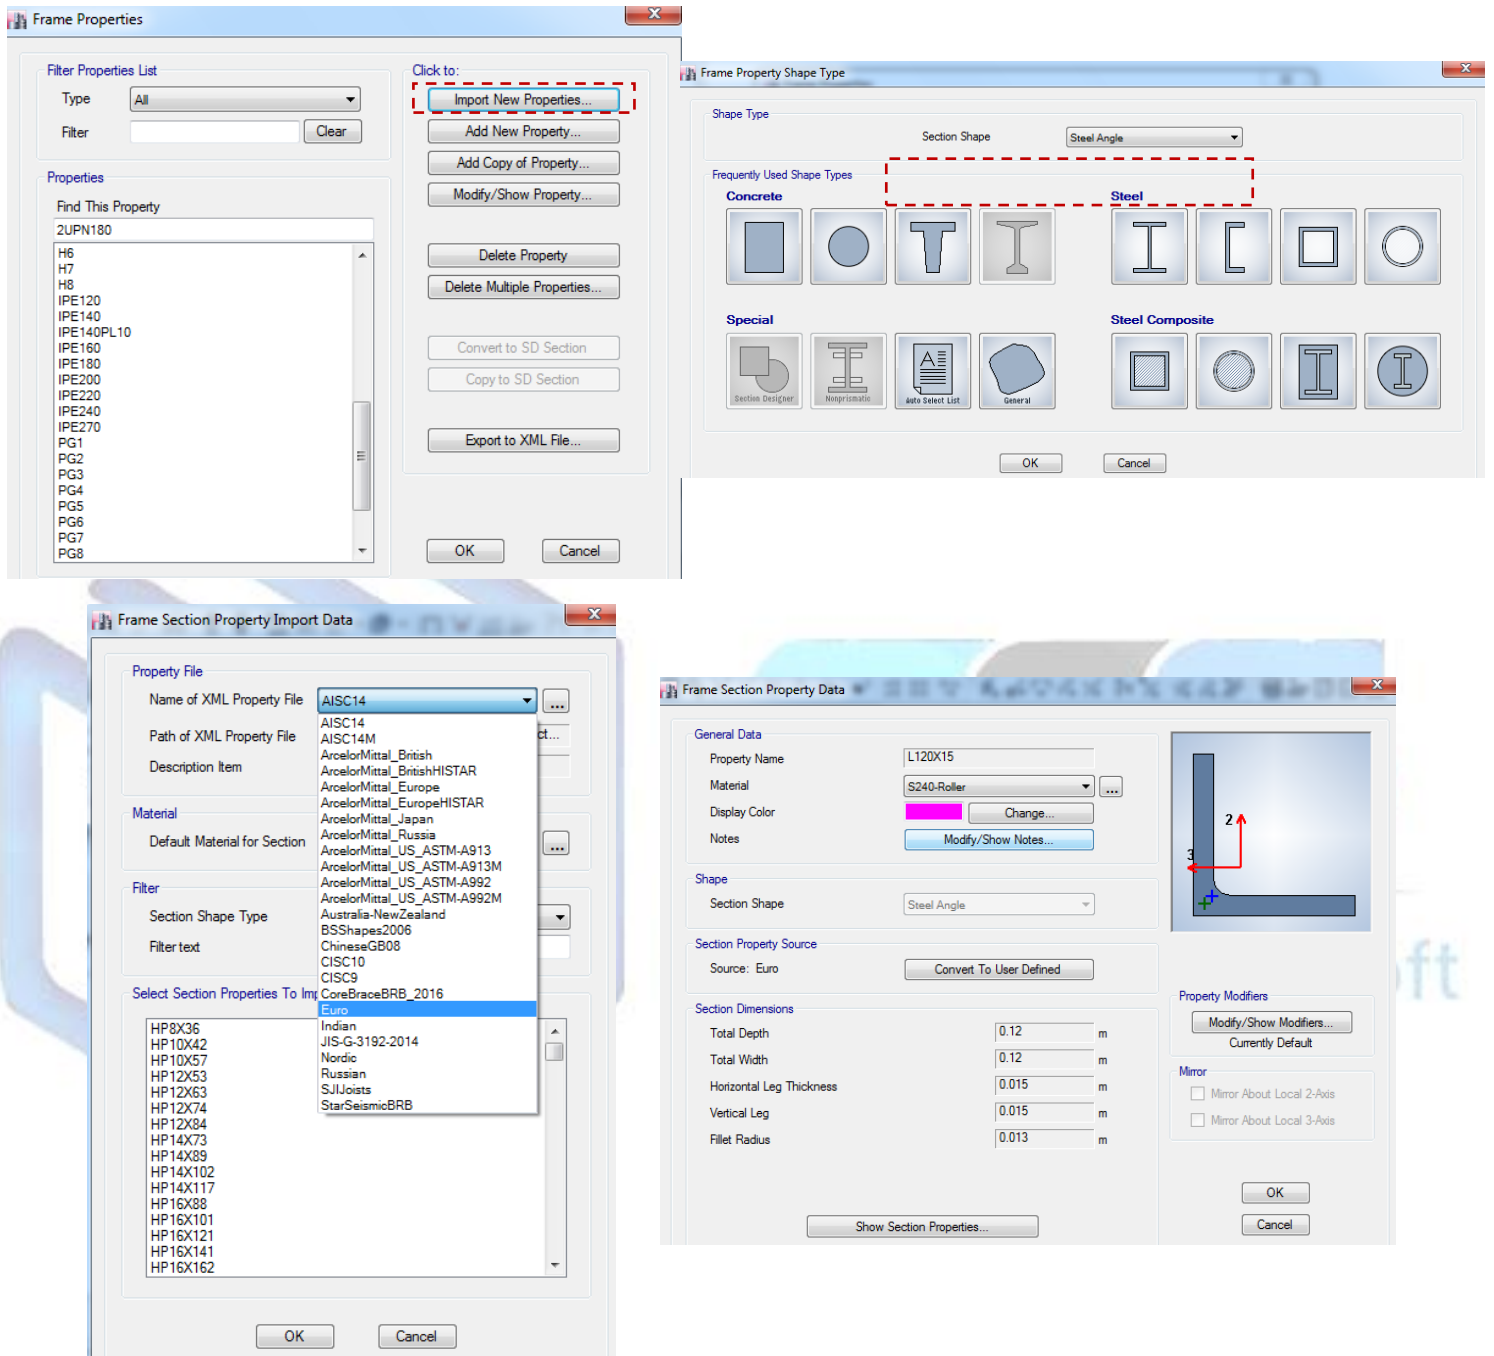 Frame Properties
Filter Properties List
Type
All
Filter
Clear
Properties
Find This Property
2UPN180
H6
H7
H8
IPE120
IPE140
IPE140PL10
IPE160
IPE180
IPE200
IPE220
IPE240
IPE270
PG1
PG2
PG3
PG4
PG5
PG6
PG7
PG8
Click to:
Import New Properties...
Add New Property...
Add Copy of Property...
Modify/Show Property...
Delete Property
Delete Multiple Properties...
Convert to SD Section
Copy to SD Section
Export to XML File...
OK
Cancel
Frame Property Shape Type
Shape Type
Section Shape
Steel Angle
Frequently Used Shape Types
Concrete
Steel
Special
Section Designer
Nonprismatic
Auto Select List
General
Steel Composite
OK
Cancel
Frame Section Property Import Data
Property File
Name of XML Property File
AISC14
Path of XML Property File
ct...
Description Item
Material
Default Material for Section
...
Filter
Section Shape Type
Filter text
Select Section Properties To Imp
AISC14
AISC14M
ArcelorMittal_British
ArcelorMittal_BritishHISTAR
ArcelorMittal_Europe
ArcelorMittal_EuropeHISTAR
ArcelorMittal_Japan
ArcelorMittal_Russia
ArcelorMittal_US_ASTM-A913
ArcelorMittal_US_ASTM-A913M
ArcelorMittal_US_ASTM-A992
ArcelorMittal_US_ASTM-A992M
Australia-NewZealand
BSShapes2006
ChineseGB08
CISC10
CISC9
CoreBraceBRB_2016
Euro
Indian
JIS-G-3192-2014
Nordic
Russian
SJIJoists
StarSeismicBRB
HP8X36
HP10X42
HP10X57
HP12X53
HP12X63
HP12X74
HP12X84
HP14X73
HP14X89
HP14X102
HP14X117
HP16X88
HP16X101
HP16X121
HP16X141
HP16X162
OK
Cancel
Frame Section Property Data
General Data
Property Name
L120X15
Material
S240-Roller
...
Display Color
Change...
Notes
Modify/Show Notes...
Shape
Section Shape
Steel Angle
Section Property Source
Source: Euro
Convert To User Defined
Section Dimensions
Total Depth
0.12
m
Total Width
0.12
m
Horizontal Leg Thickness
0.015
m
Vertical Leg
0.015
m
Fillet Radius
0.013
m
Show Section Properties...
2
3
Property Modifiers
Modify/Show Modifiers...
Currently Default
Mirror
Mirror About Local 2-Axis
Mirror About Local 3-Axis
OK
Cancel
oft